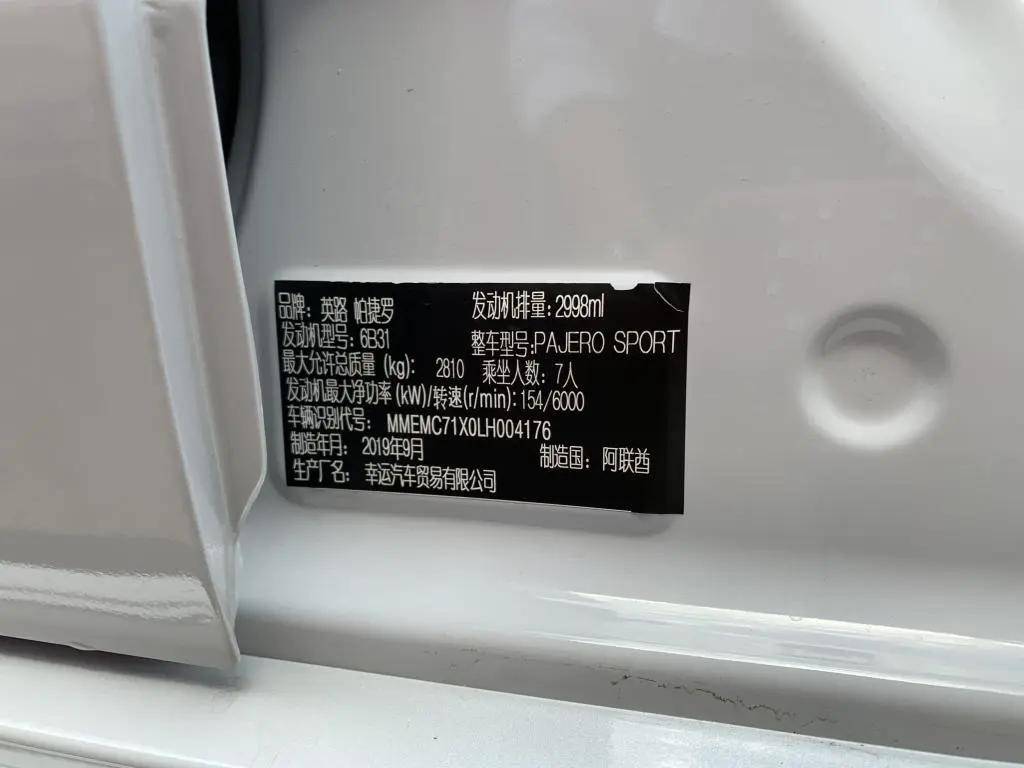 品牌：英路 帕捷罗 发动机排量：2998ml
发动机型号：6B31 整车型号:PAJERO SPORT
最大允许总质量 (kg)： 2810 乘坐人数：7人
发动机最大净功率(kW)/转速(r/min):154/6000
车辆识别代号： MMEMC71X0LH004176
制造年月： 2019年9月 制造国：阿联酋
生产厂名： 幸运汽车贸易有限公司